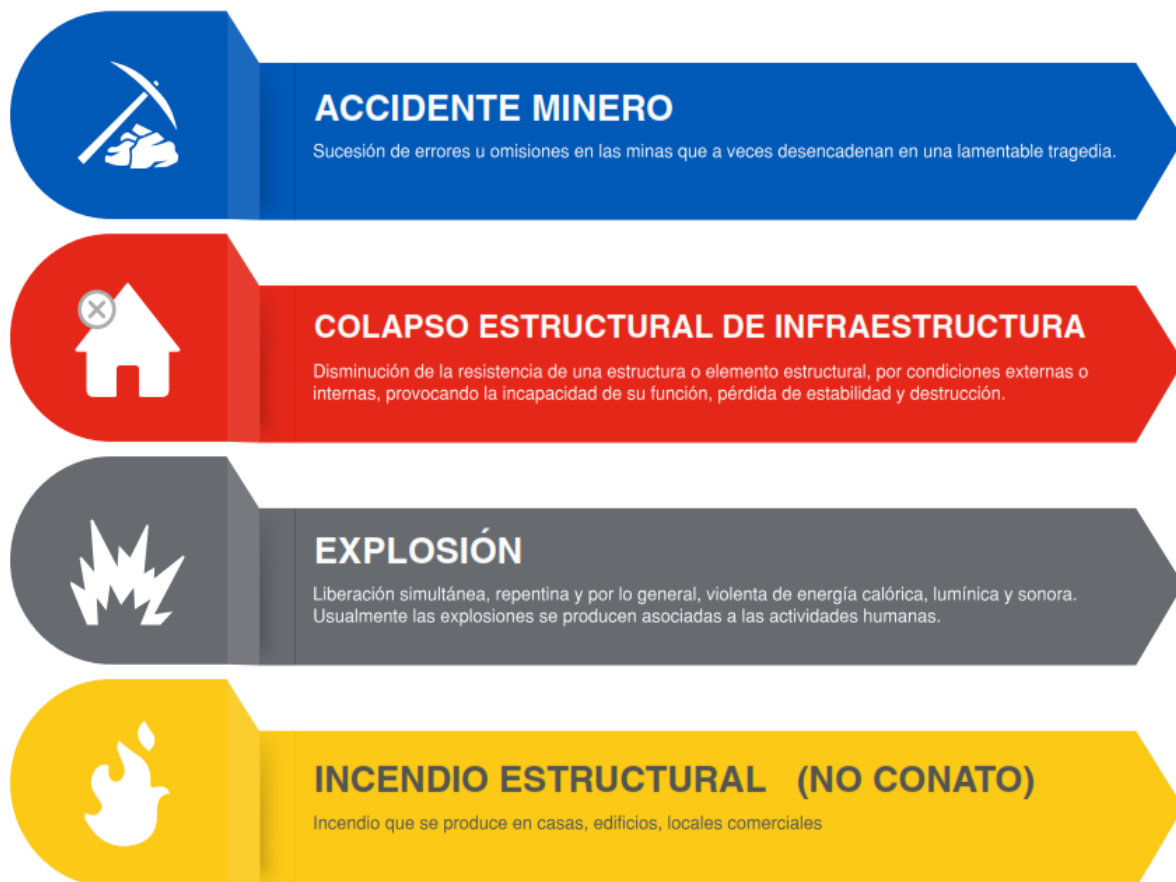 ACCIDENTE MINERO
Sucesión de errores u omisiones en las minas que a veces desencadenan en una lamentable tragedia.
COLAPSO ESTRUCTURAL DE INFRAESTRUCTURA
Disminución de la resistencia de una estructura o elemento estructural, por condiciones externas o
internas, provocando la incapacidad de su función, pérdida de estabilidad y destrucción.
EXPLOSIÓN
Liberación simultánea, repentina y por lo general, violenta de energía calórica, lumínica y sonora.
Usualmente las explosiones se producen asociadas a las actividades humanas.
INCENDIO ESTRUCTURAL (NO CONATO)
Incendio que se produce en casas, edificios, locales comerciales